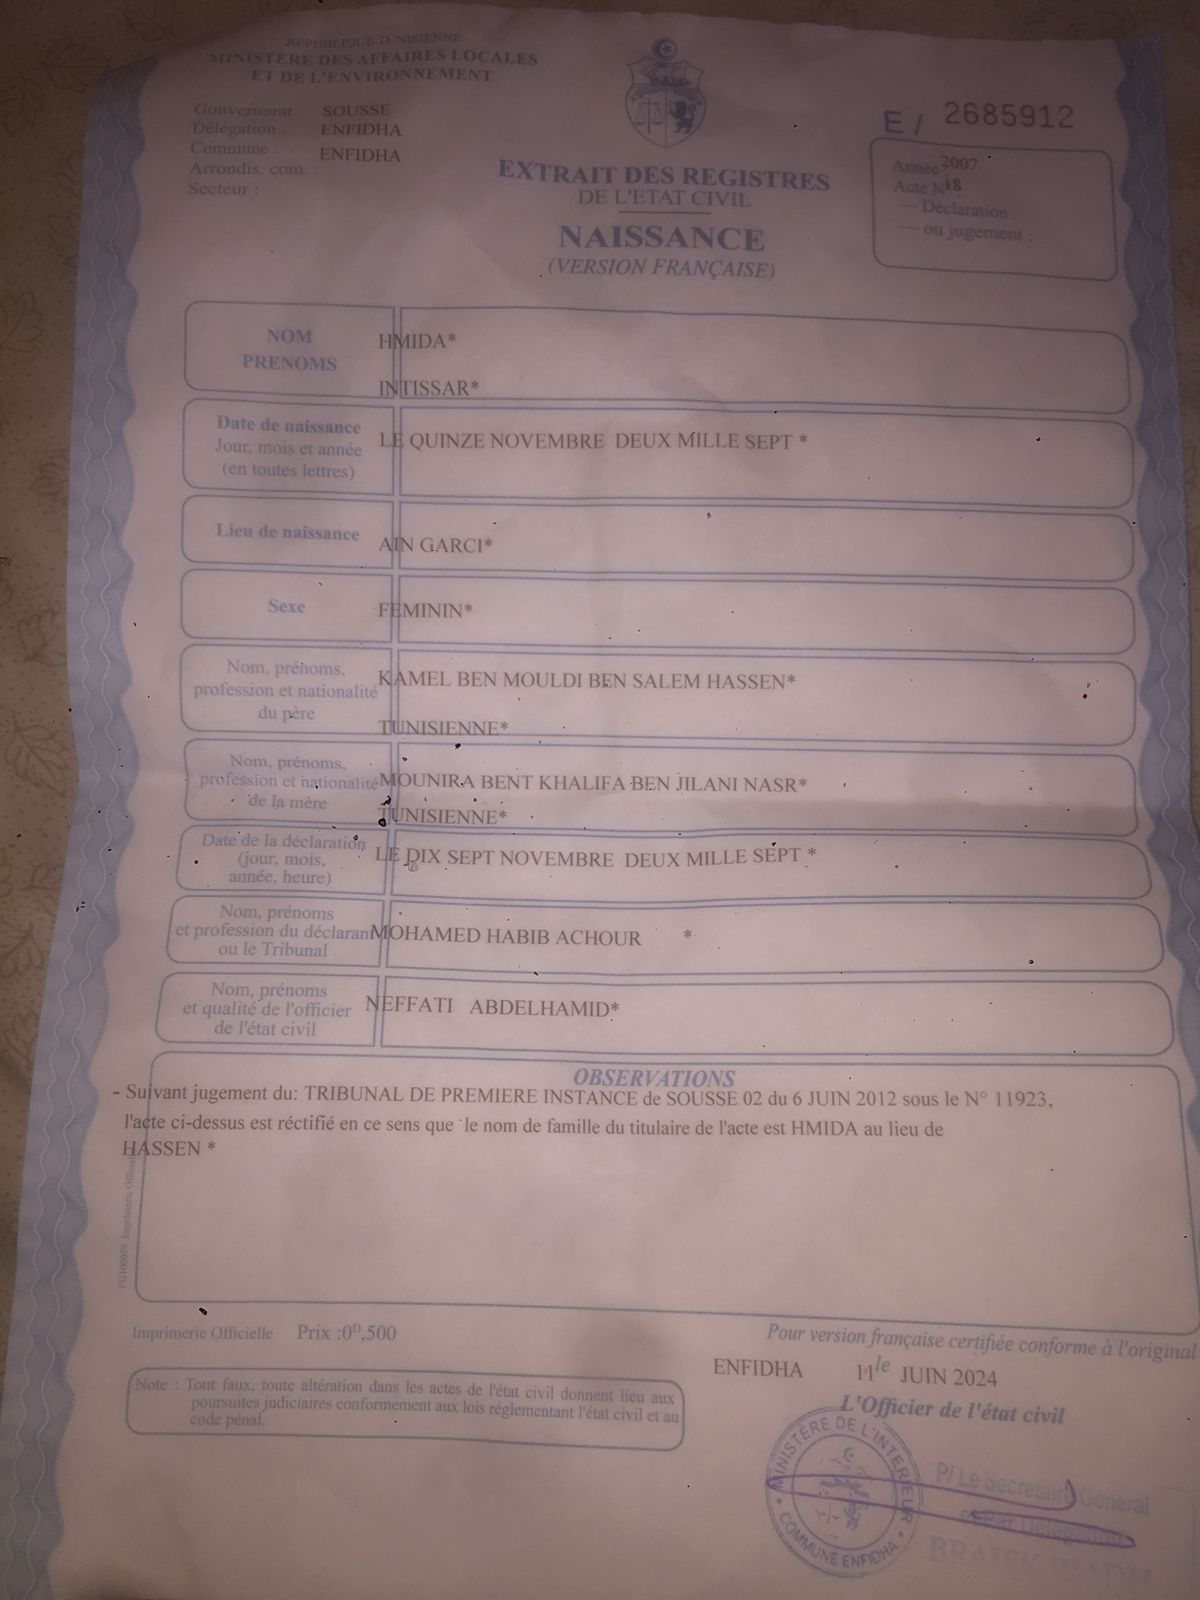 REPUBLIQUE TUNISIENNE
MINISTERE DES AFFAIRES LOCALES
ET DE L'ENVIRONNEMENT
Gouvernorat : SOUSSE
Délégation : ENFIDHA
Commune : ENFIDHA
Arrondis. com. :
Secteur :
EXTRAIT DES REGISTRES
DE L'ETAT CIVIL
NAISSANCE
(VERSION FRANÇAISE)
E / 2685912
Année 2007
Acte N° 18
— Déclaration :
— ou jugement :
NOM HMIDA*
PRENOMS INTISSAR*
Date de naissance
Jour, mois et année
(en toutes lettres)
LE QUINZE NOVEMBRE DEUX MILLE SEPT *
Lieu de naissance AIN GARCI*
Sexe FEMININ*
Nom, prénoms,
profession et nationalité
du père
KAMEL BEN MOULDI BEN SALEM HASSEN*
TUNISIENNE*
Nom, prénoms,
profession et nationalité
de la mère
MOUNIRA BENT KHALIFA BEN JILANI NASR*
TUNISIENNE*
Date de la déclaration
(jour, mois,
année, heure)
LE DIX SEPT NOVEMBRE DEUX MILLE SEPT *
Nom, prénoms
et profession du déclarant
ou le Tribunal
MOHAMED HABIB ACHOUR *
Nom, prénoms
et qualité de l'officier
de l'état civil
NEFFATI ABDELHAMID*
OBSERVATIONS
- Suivant jugement du: TRIBUNAL DE PREMIERE INSTANCE de SOUSSE 02 du 6 JUIN 2012 sous le N° 11923,
l'acte ci-dessus est réctifié en ce sens que le nom de famille du titulaire de l'acte est HMIDA au lieu de
HASSEN *
Imprimerie Officielle
Imprimerie Officielle Prix :0ᴰ,500
Pour version française certifiée conforme à l'original
ENFIDHA 11 le JUIN 2024
L'Officier de l'état civil
Note : Tout faux, toute altération dans les actes de l'état civil donnent lieu aux
poursuites judiciaires conformement aux lois réglementant l'état civil et au
code pénal.
MINISTÈRE DE L'INTERIEUR
COMMUNE ENFIDHA
P/ Le Secrétaire General
et Par Délégation